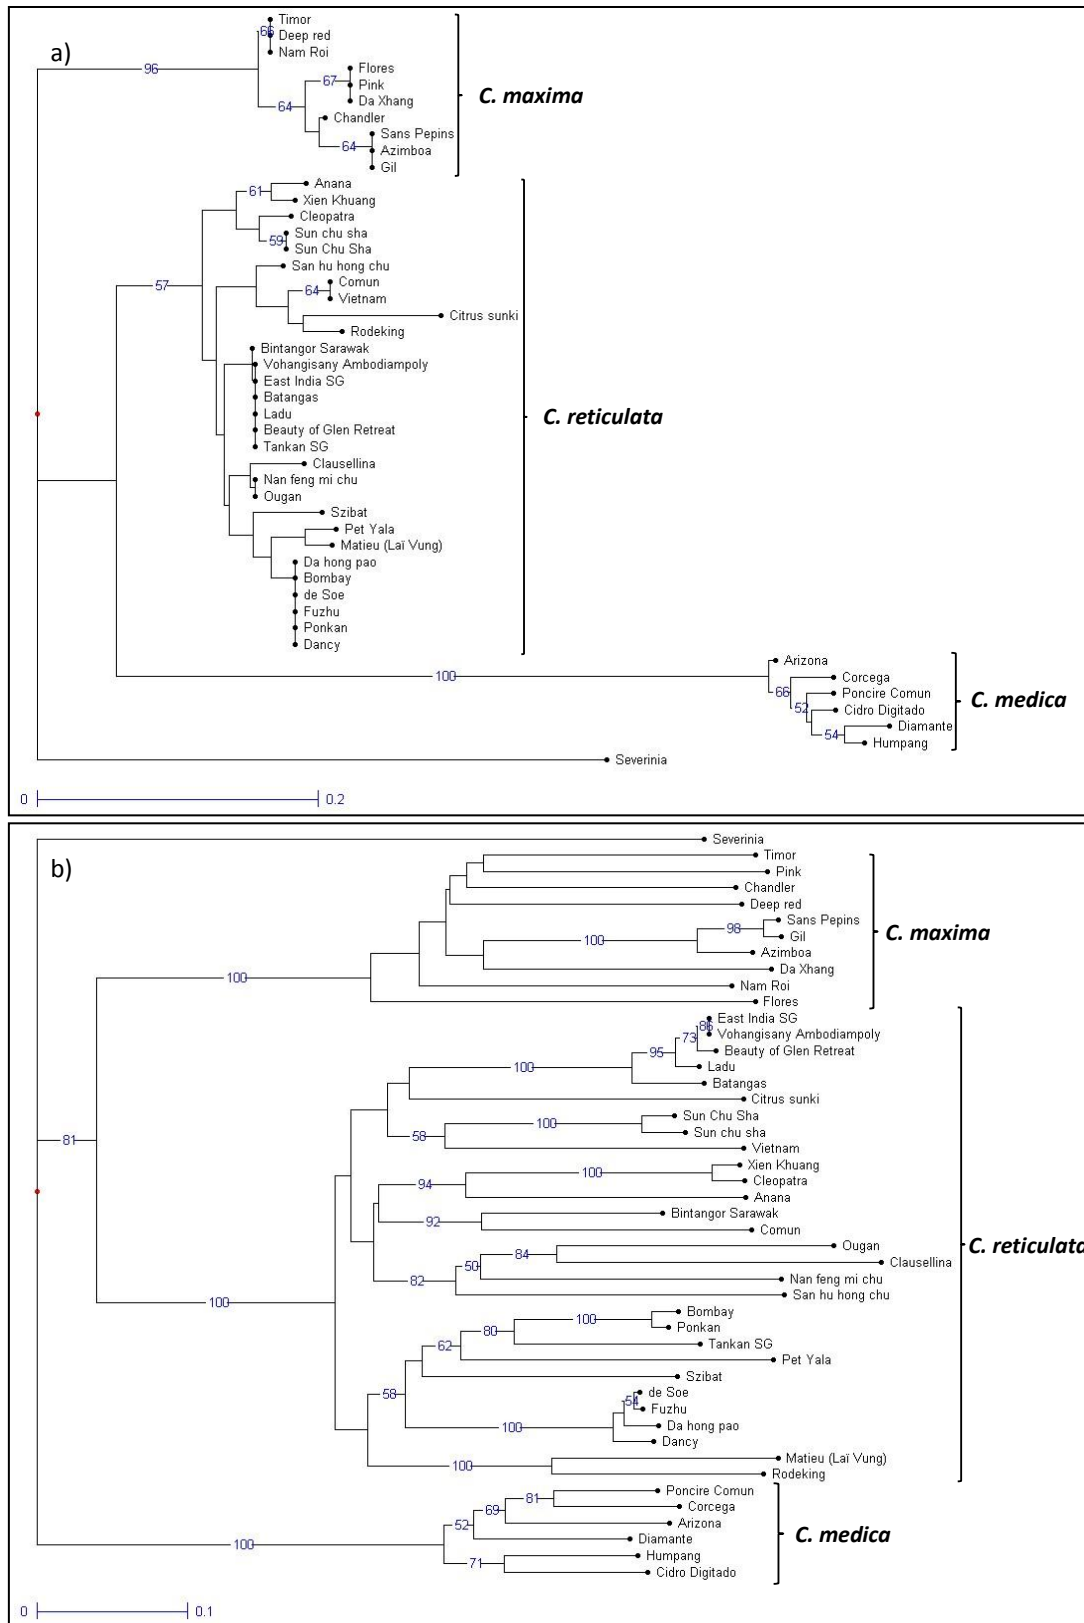 a)
Timor
66
Deep red
Nam Roi
96
Flores
67
Pink
Da Xhang
64
Chandler
Sans Pepins
64
Azimboa
Gil
C. maxima
Anana
61
Xien Khuang
Cleopatra
Sun chu sha
59
Sun Chu Sha
San hu hong chu
57
Comun
64
Vietnam
Citrus sunki
Rodeking
Bintangor Sarawak
Vohangisany Ambodiampoly
East India SG
Batangas
Ladu
Beauty of Glen Retreat
Tankan SG
C. reticulata
Clausellina
Nan feng mi chu
Ougan
Szibat
Pet Yala
Matieu (Laï Vung)
Da hong pao
Bombay
de Soe
Fuzhu
Ponkan
Dancy
Arizona
100
Corcega
66
Poncire Comun
52
Cidro Digitado
Diamante
54
Humpang
C. medica
Severinia
0 0.2
b)
Severinia
Timor
Pink
Chandler
Deep red
Sans Pepins
98
Gil
100
Azimboa
Da Xhang
100
Nam Roi
Flores
C. maxima
East India SG
86
Vohangisany Ambodiampoly
73
Beauty of Glen Retreat
95
Ladu
100
Batangas
Citrus sunki
Sun Chu Sha
100
Sun chu sha
58
Vietnam
81
Xien Khuang
100
Cleopatra
94
Anana
Bintangor Sarawak
92
Comun
Ougan
84
Clausellina
50
Nan feng mi chu
82
San hu hong chu
C. reticulata
100
Bombay
100
Ponkan
80
Tankan SG
62
Pet Yala
Szibat
58
de Soe
54
Fuzhu
100
Da hong pao
Dancy
Matieu (Laï Vung)
100
Rodeking
Poncire Comun
81
Corcega
69
Arizona
52
Diamante
100
Humpang
71
Cidro Digitado
C. medica
0 0.1